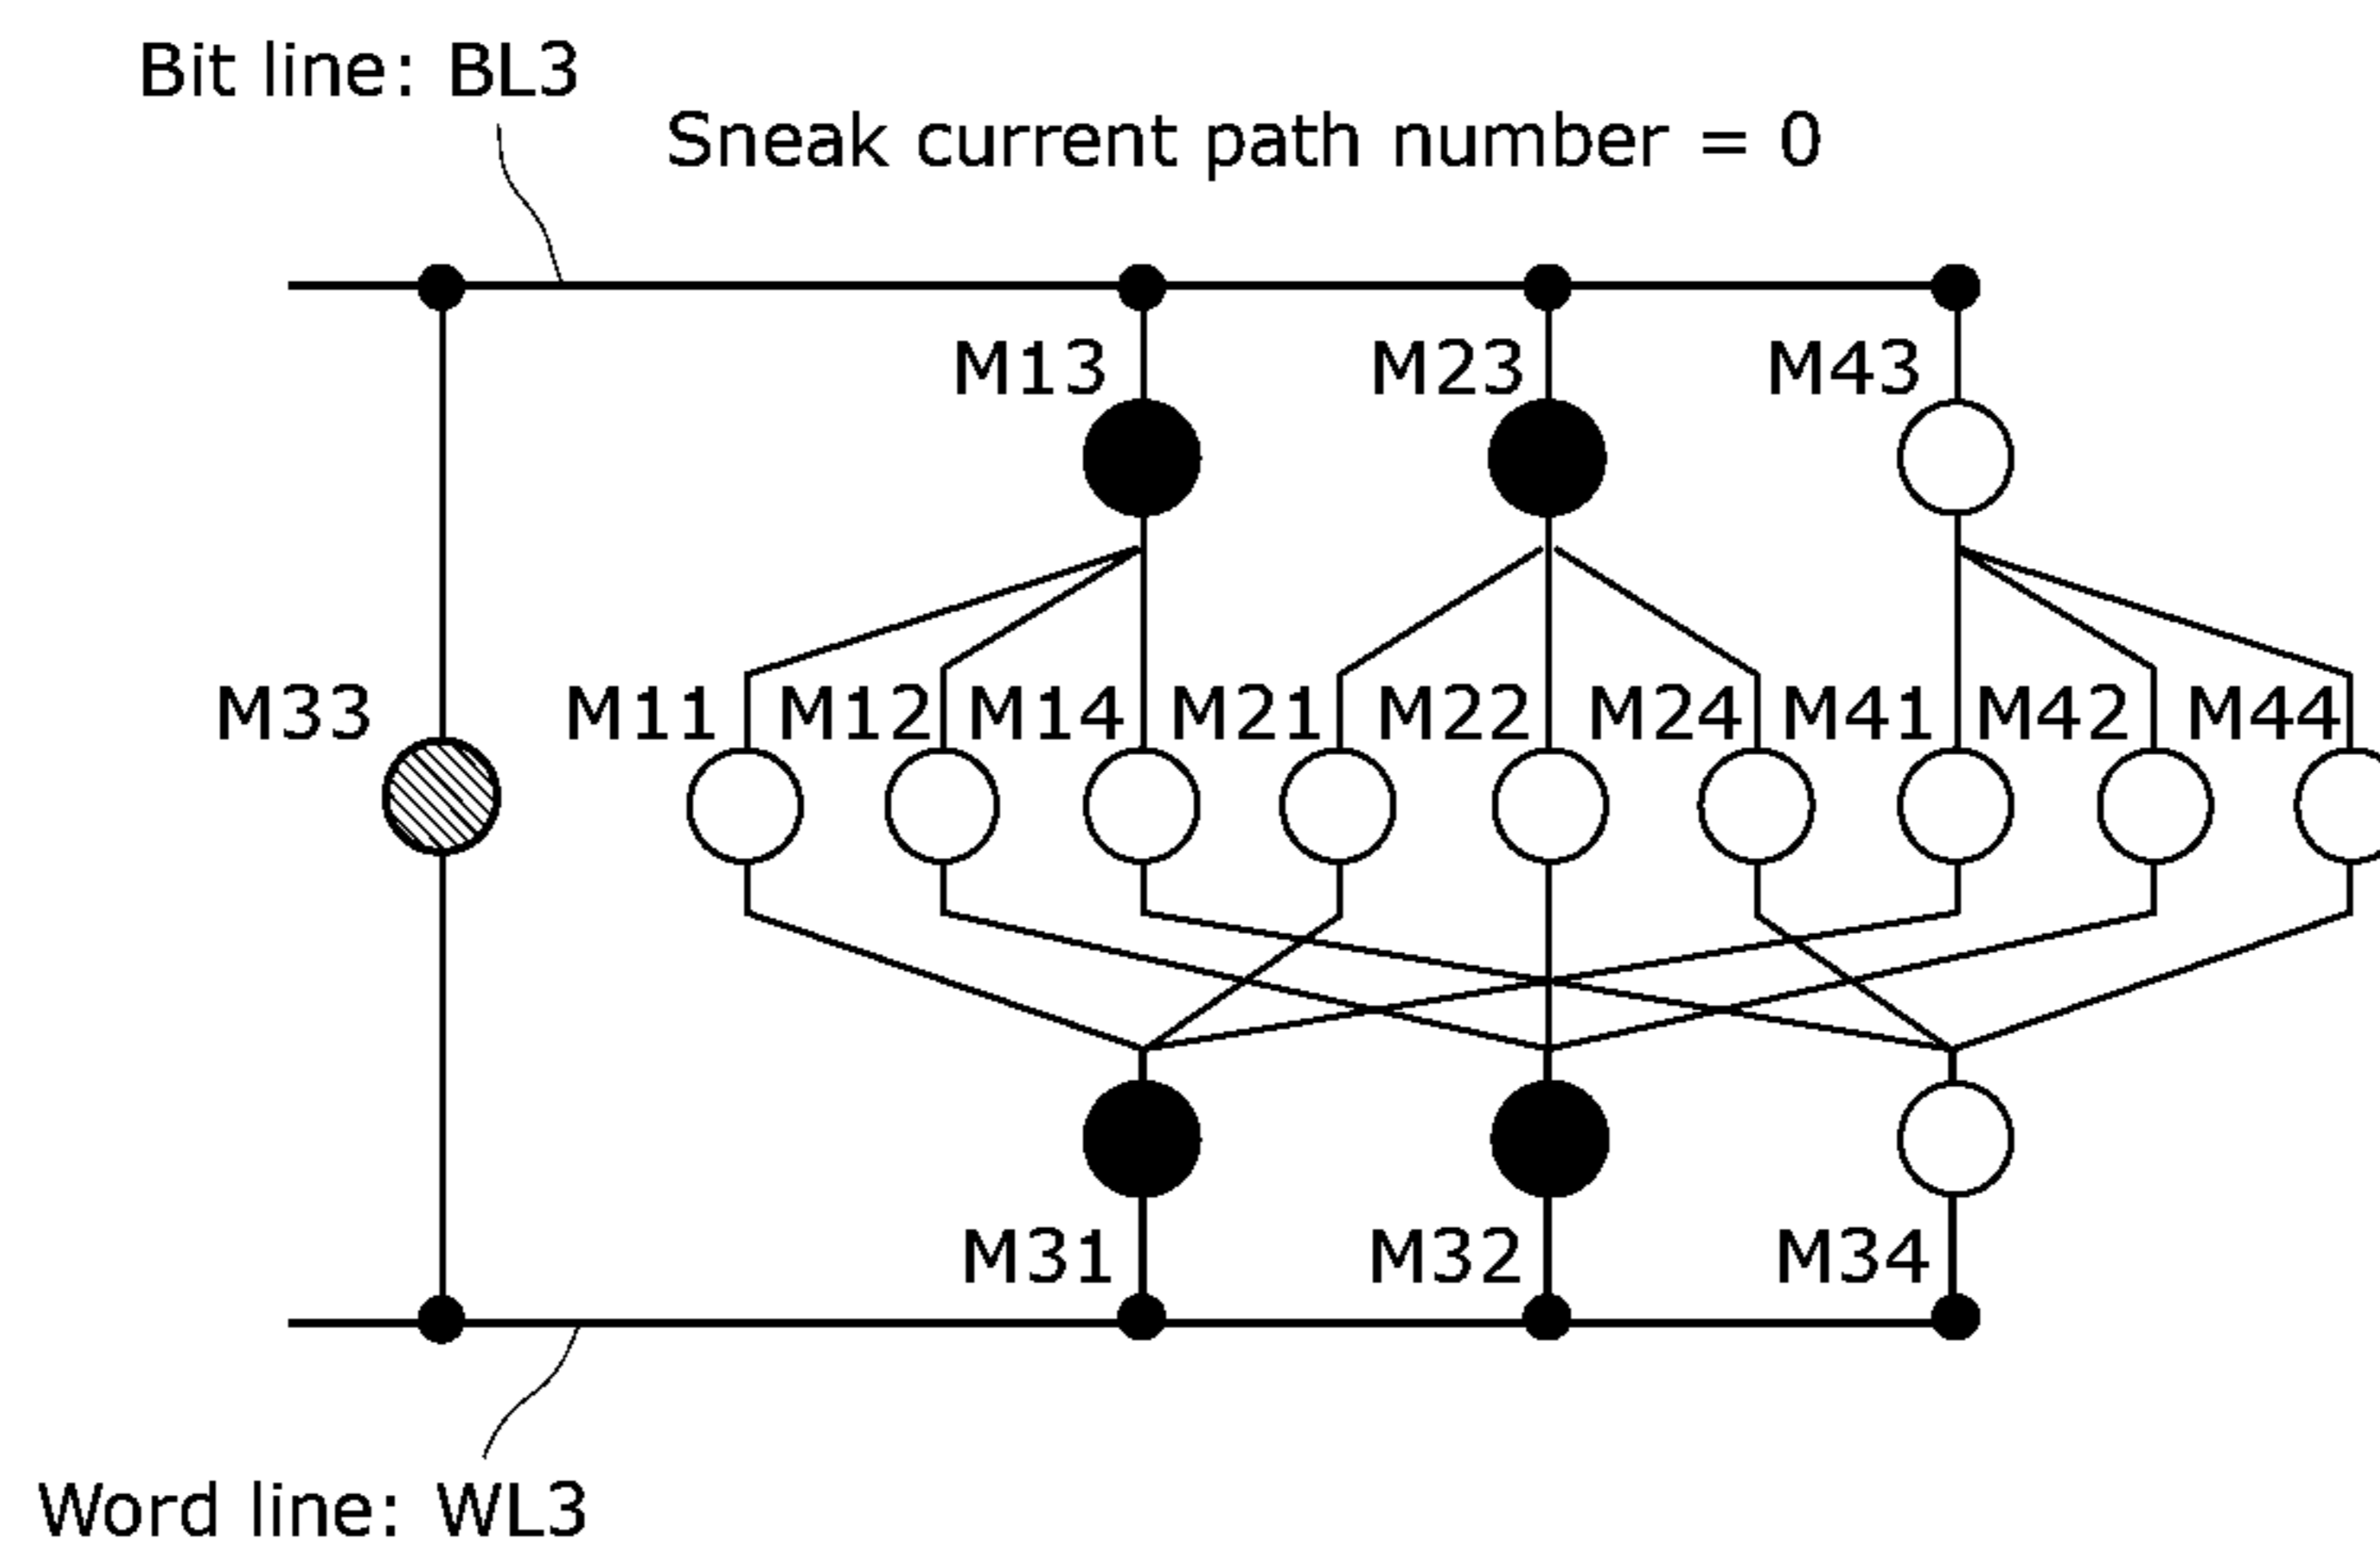 Bit line: BL3
Sneak current path number = 0
M13 M23 M43
M33 M11 M12 M14 M21 M22 M24 M41 M42 M44
M31 M32 M34
Word line: WL3